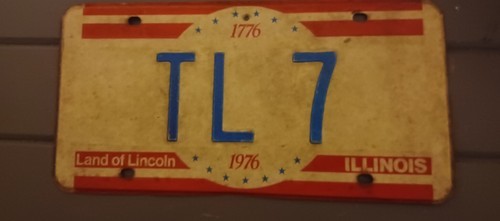 1776
TL 7
Land of Lincoln 1976 ILLINOIS